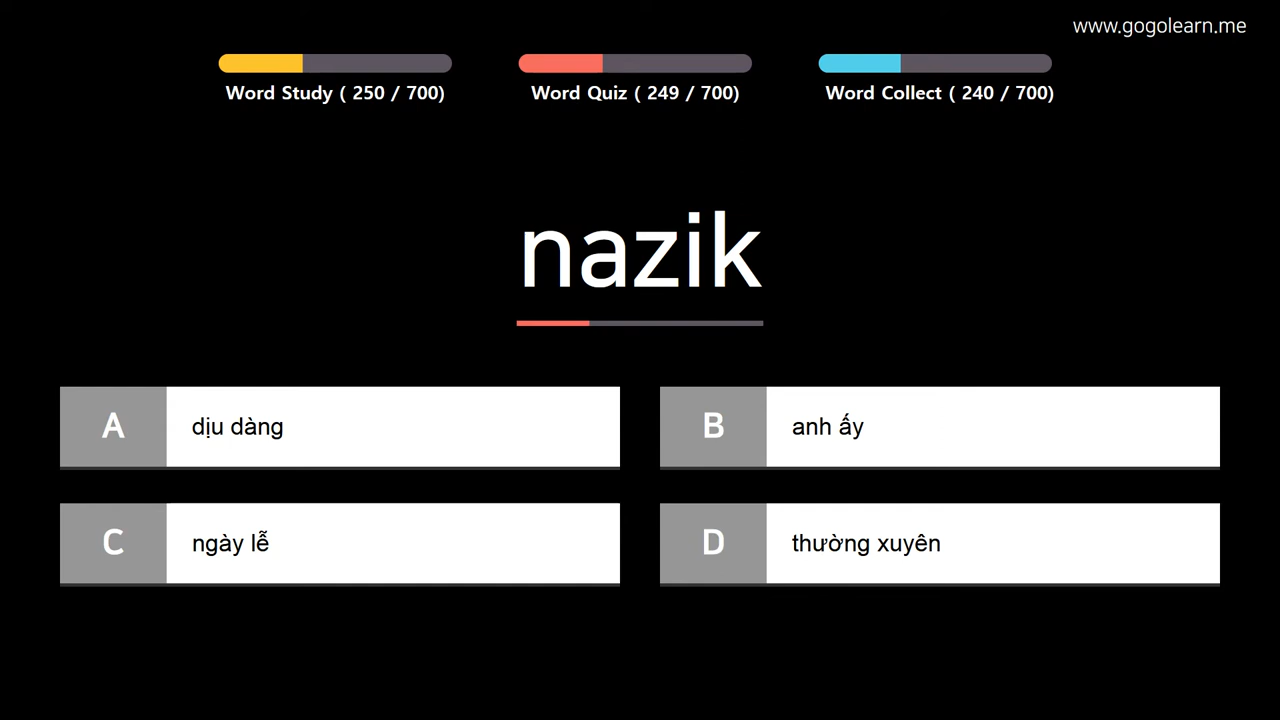 www.gogolearn.me
Word Study ( 250 / 700)
Word Quiz ( 249 / 700)
Word Collect ( 240 / 700)
nazik
A dịu dàng
B anh ấy
C ngày lễ
D thường xuyên